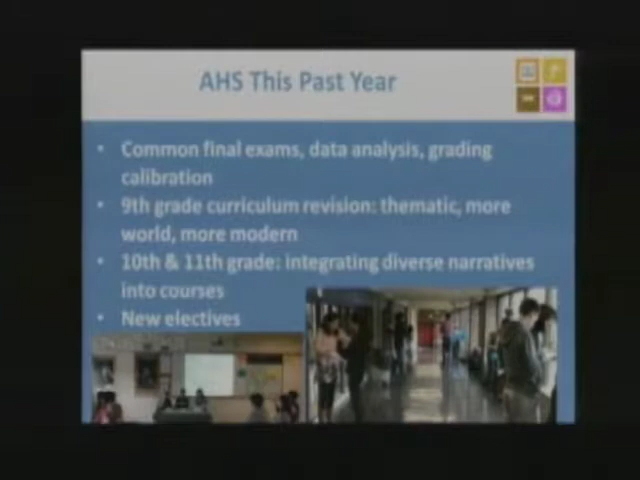 AHS This Past Year
• Common final exams, data analysis, grading
calibration
• 9th grade curriculum revision: thematic, more
world, more modern
• 10th & 11th grade: integrating diverse narratives
into courses
• New electives